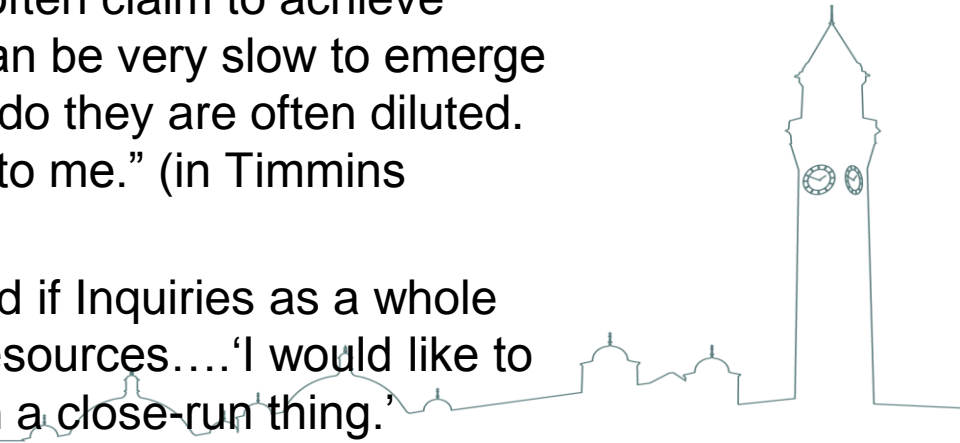 often claim to achieve
an be very slow to emerge
do they are often diluted.
to me.” (in Timmins
d if Inquiries as a whole
esources….‘I would like to
a close-run thing.’